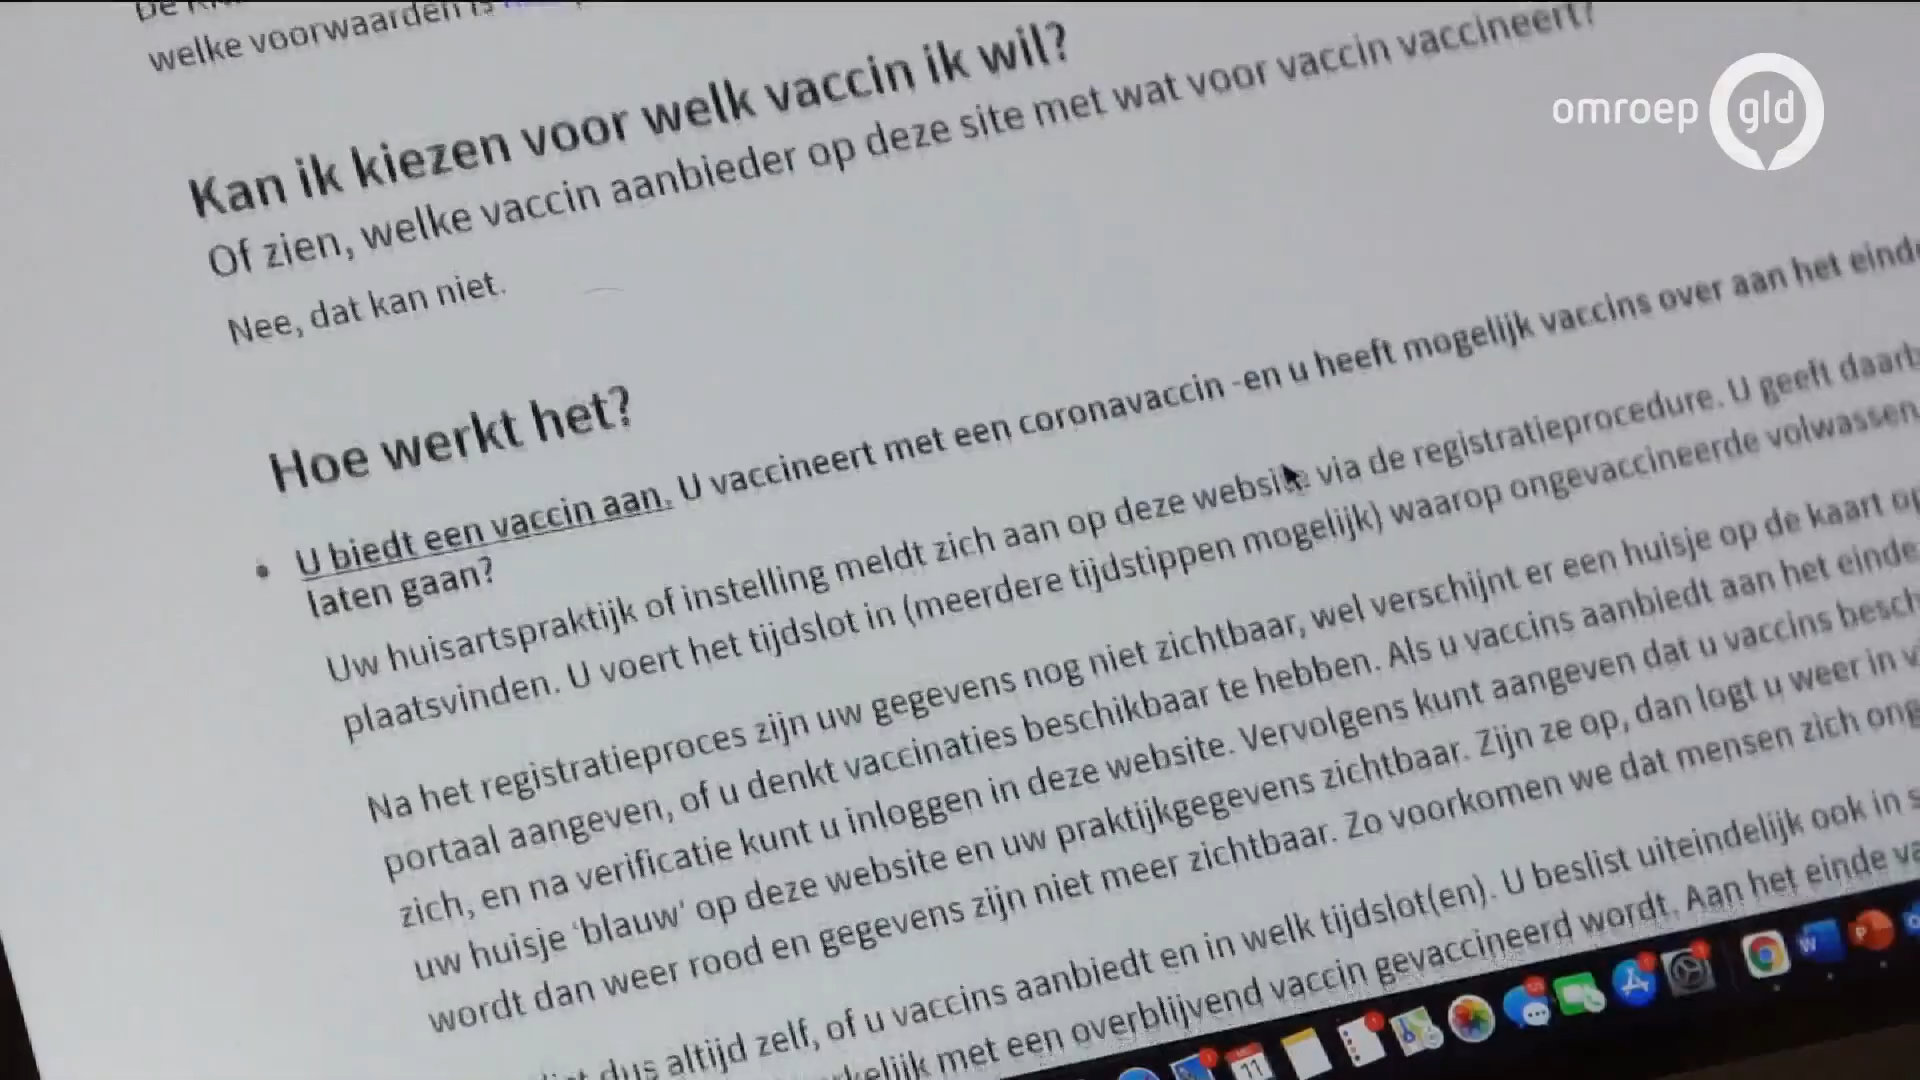 welke voorwaarden is
Kan ik kiezen voor welk vaccin ik wil?
Of zien, welke vaccin aanbieder op deze site met wat voor vaccin vaccineert?
Nee, dat kan niet.
Hoe werkt het?
• U biedt een vaccin aan. U vaccineert met een coronavaccin -en u heeft mogelijk vaccins over aan het einde
laten gaan?
Uw huisartspraktijk of instelling meldt zich aan op deze website via de registratieprocedure. U geeft
plaatsvinden. U voert het tijdslot in (meerdere tijdstippen mogelijk) waarop ongevaccineerde
Na het registratieproces zijn uw gegevens nog niet zichtbaar, wel verschijnt er een huisje op de kaart
portaal aangeven, of u denkt vaccinaties beschikbaar te hebben. Als u vaccins aanbiedt aan het einde
zich, en na verificatie kunt u inloggen in deze website. Vervolgens kunt aangeven dat u vaccins
uw huisje 'blauw' op deze website en uw praktijkgegevens zichtbaar. Zijn ze op, dan logt u weer in
wordt dan weer rood en gegevens zijn niet meer zichtbaar. Zo voorkomen we dat mensen zich
dus altijd zelf, of u vaccins aanbiedt en in welk tijdslot(en). U beslist uiteindelijk ook in
met een overblijvend vaccin gevaccineerd wordt. Aan het einde
omroep gld
11